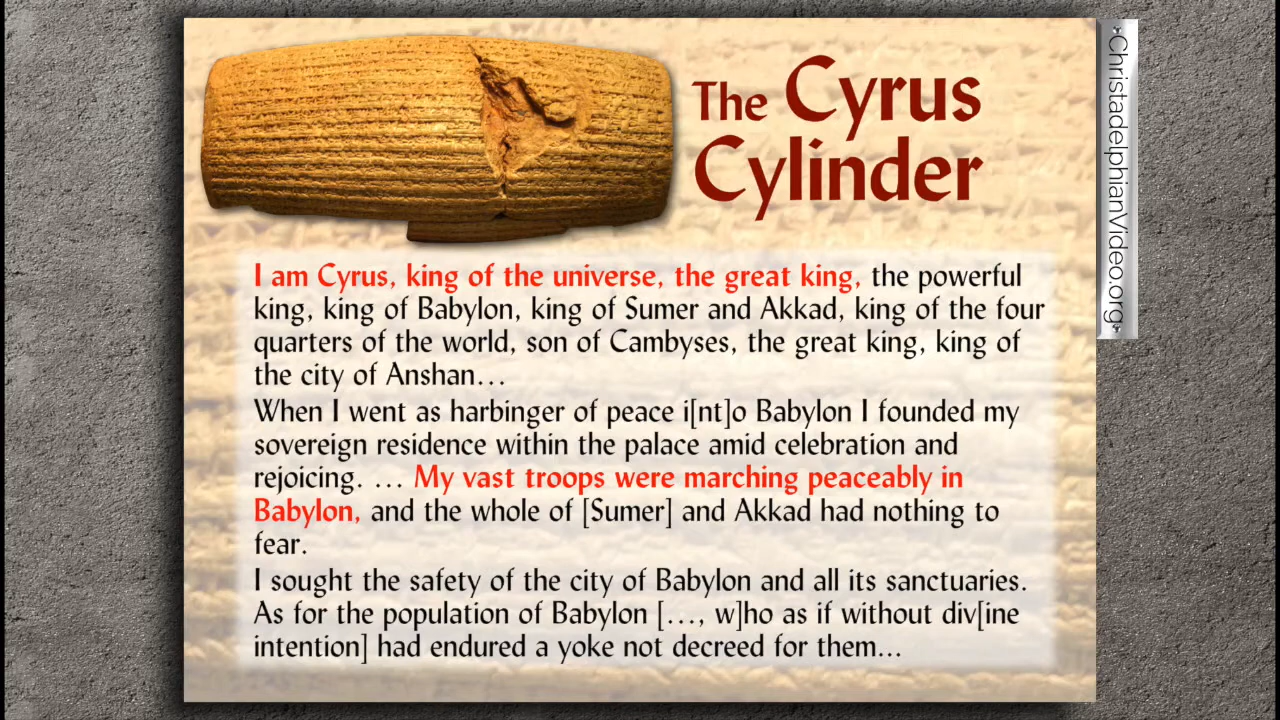 The Cyrus
Cylinder
I am Cyrus, king of the universe, the great king, the powerful
king, king of Babylon, king of Sumer and Akkad, king of the four
quarters of the world, son of Cambyses, the great king, king of
the city of Anshan…
When I went as harbinger of peace i[nt]o Babylon I founded my
sovereign residence within the palace amid celebration and
rejoicing. … My vast troops were marching peaceably in
Babylon, and the whole of [Sumer] and Akkad had nothing to
fear.
I sought the safety of the city of Babylon and all its sanctuaries.
As for the population of Babylon […, w]ho as if without div[ine
intention] had endured a yoke not decreed for them…
ChristadelphianVideo.org